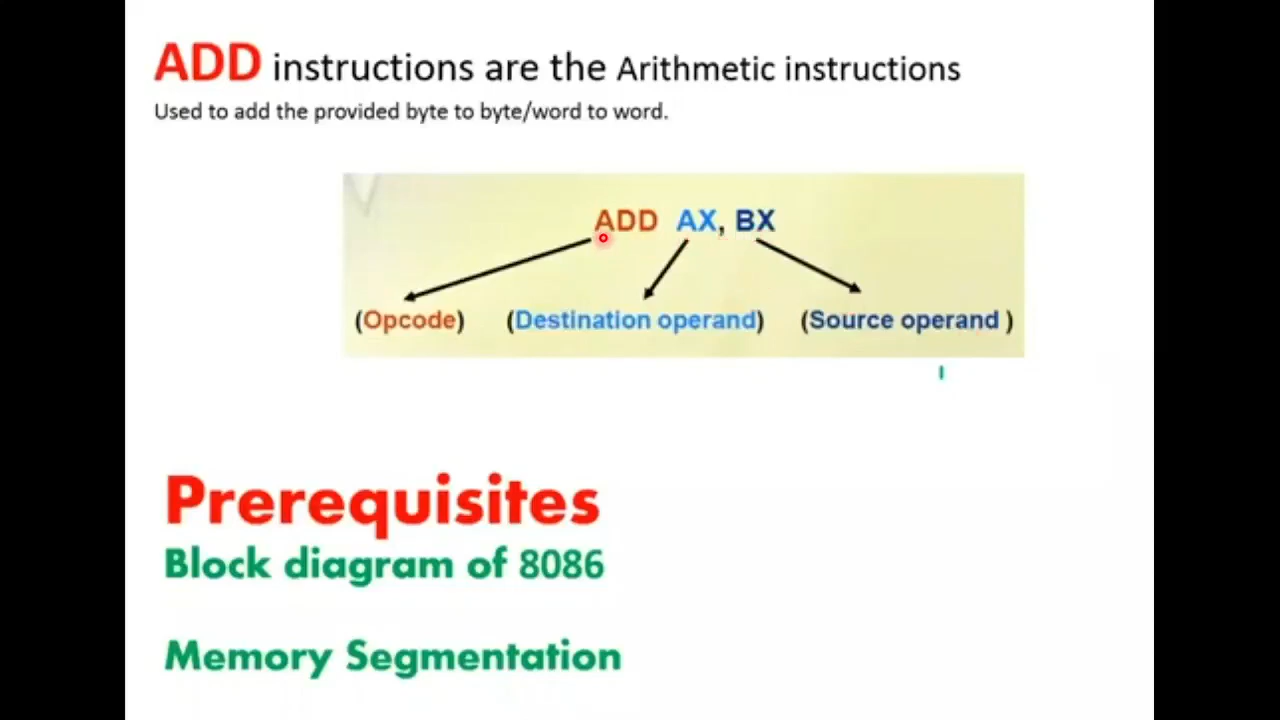 ADD instructions are the Arithmetic instructions
Used to add the provided byte to byte/word to word.
ADD AX, BX
(Opcode) (Destination operand) (Source operand )
Prerequisites
Block diagram of 8086
Memory Segmentation